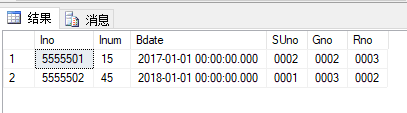 结果 消息
Ino Inum Bdate SUno Gno Rno
1 5555501 15 2017-01-01 00:00:00.000 0002 0002 0003
2 5555502 45 2018-01-01 00:00:00.000 0001 0003 0002